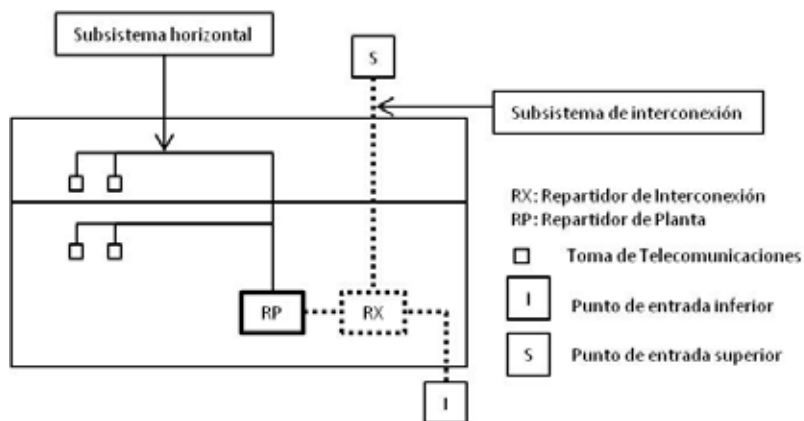 Subsistema horizontal
S
Subsistema de interconexión
RX: Repartidor de Interconexión
RP: Repartidor de Planta
Toma de Telecomunicaciones
RP
RX
I
Punto de entrada inferior
S
Punto de entrada superior
I